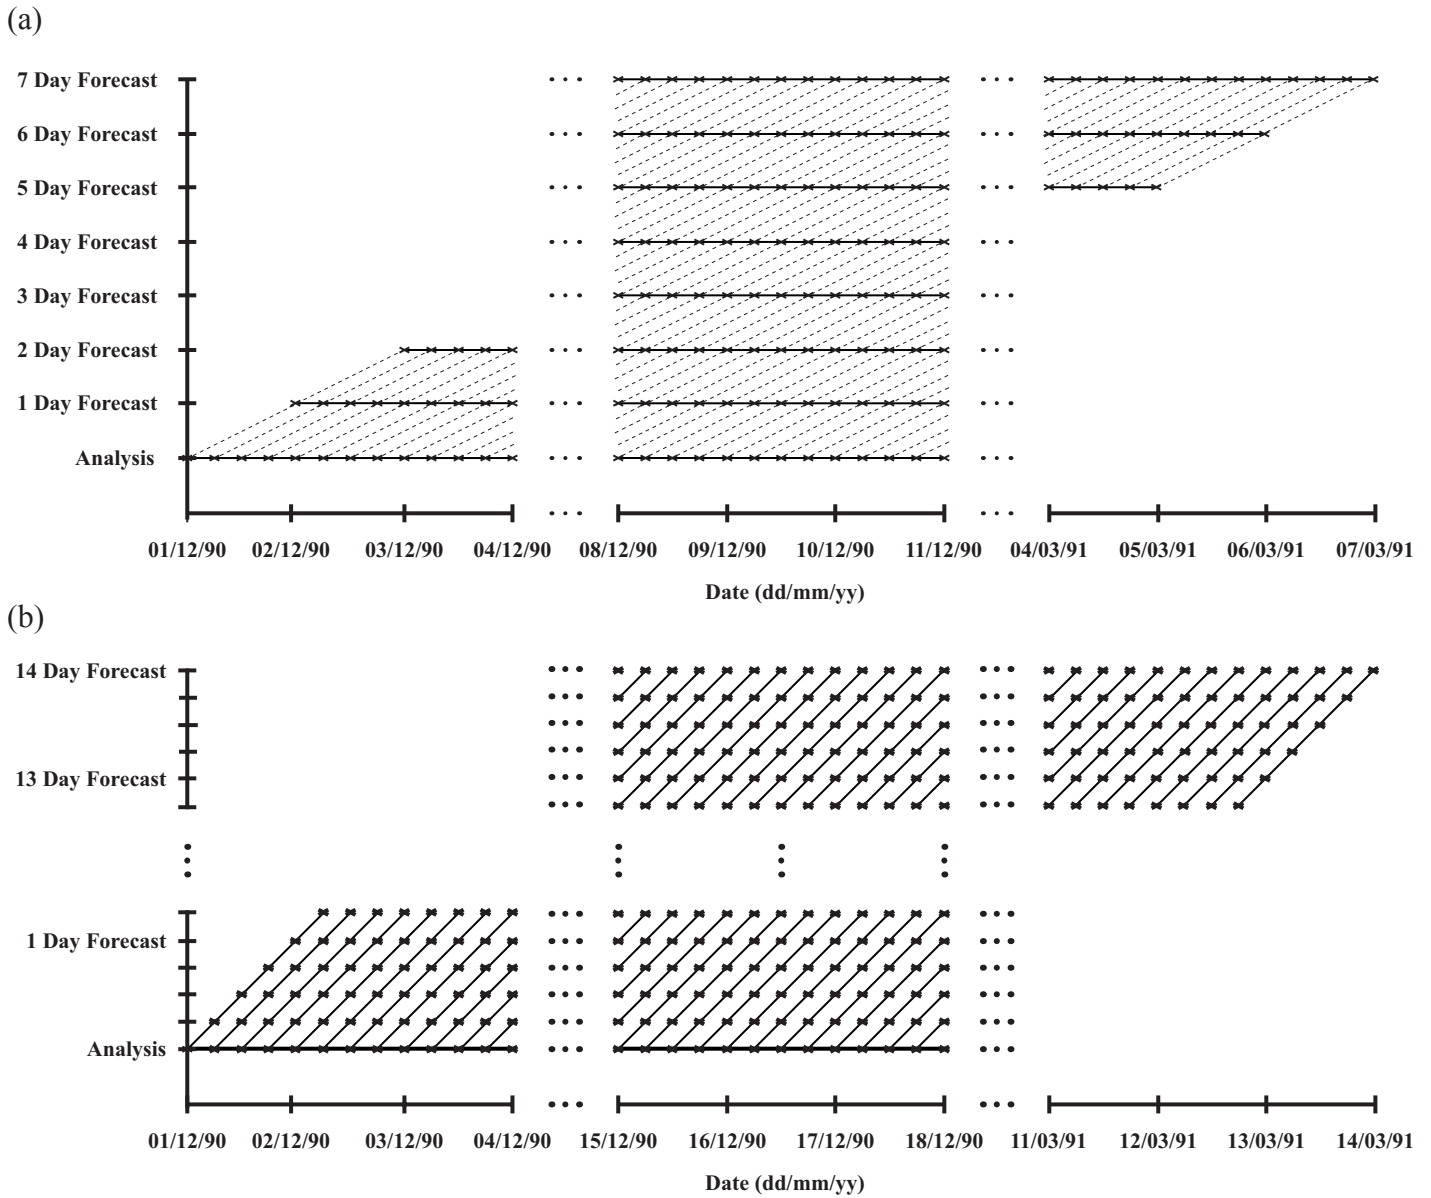 (a)
7 Day Forecast
6 Day Forecast
5 Day Forecast
4 Day Forecast
3 Day Forecast
2 Day Forecast
1 Day Forecast
Analysis
01/12/90 02/12/90 03/12/90 04/12/90 08/12/90 09/12/90 10/12/90 11/12/90 04/03/91 05/03/91 06/03/91 07/03/91
Date (dd/mm/yy)
(b)
14 Day Forecast
13 Day Forecast
1 Day Forecast
Analysis
01/12/90 02/12/90 03/12/90 04/12/90 15/12/90 16/12/90 17/12/90 18/12/90 11/03/91 12/03/91 13/03/91 14/03/91
Date (dd/mm/yy)